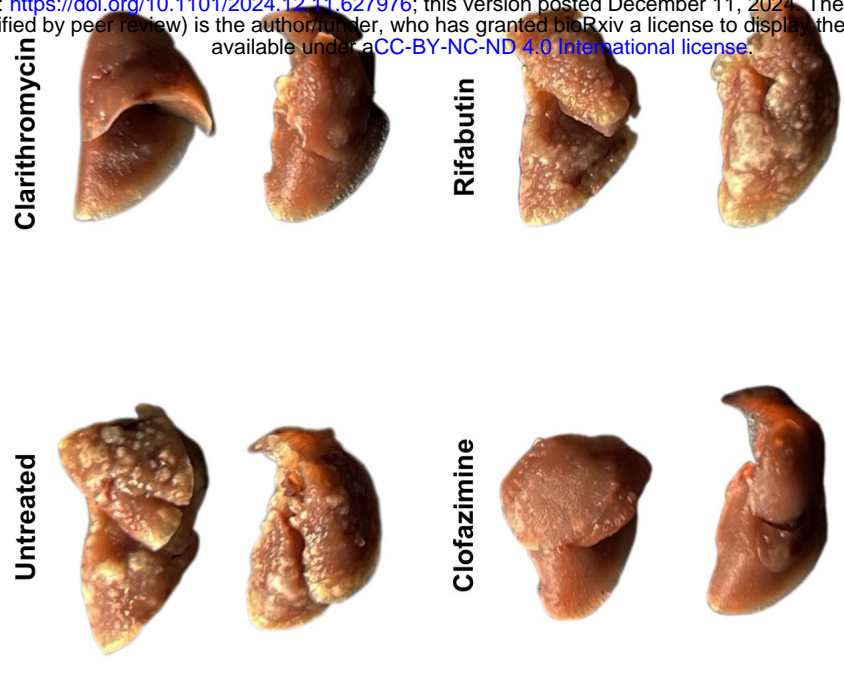 : https://doi.org/10.1101/2024.12.11.627976; this version posted December 11, 2024. The
ified by peer review) is the author/funder, who has granted bioRxiv a license to display the
available under aCC-BY-NC-ND 4.0 International license.
Clarithromycin
Rifabutin
Untreated
Clofazimine